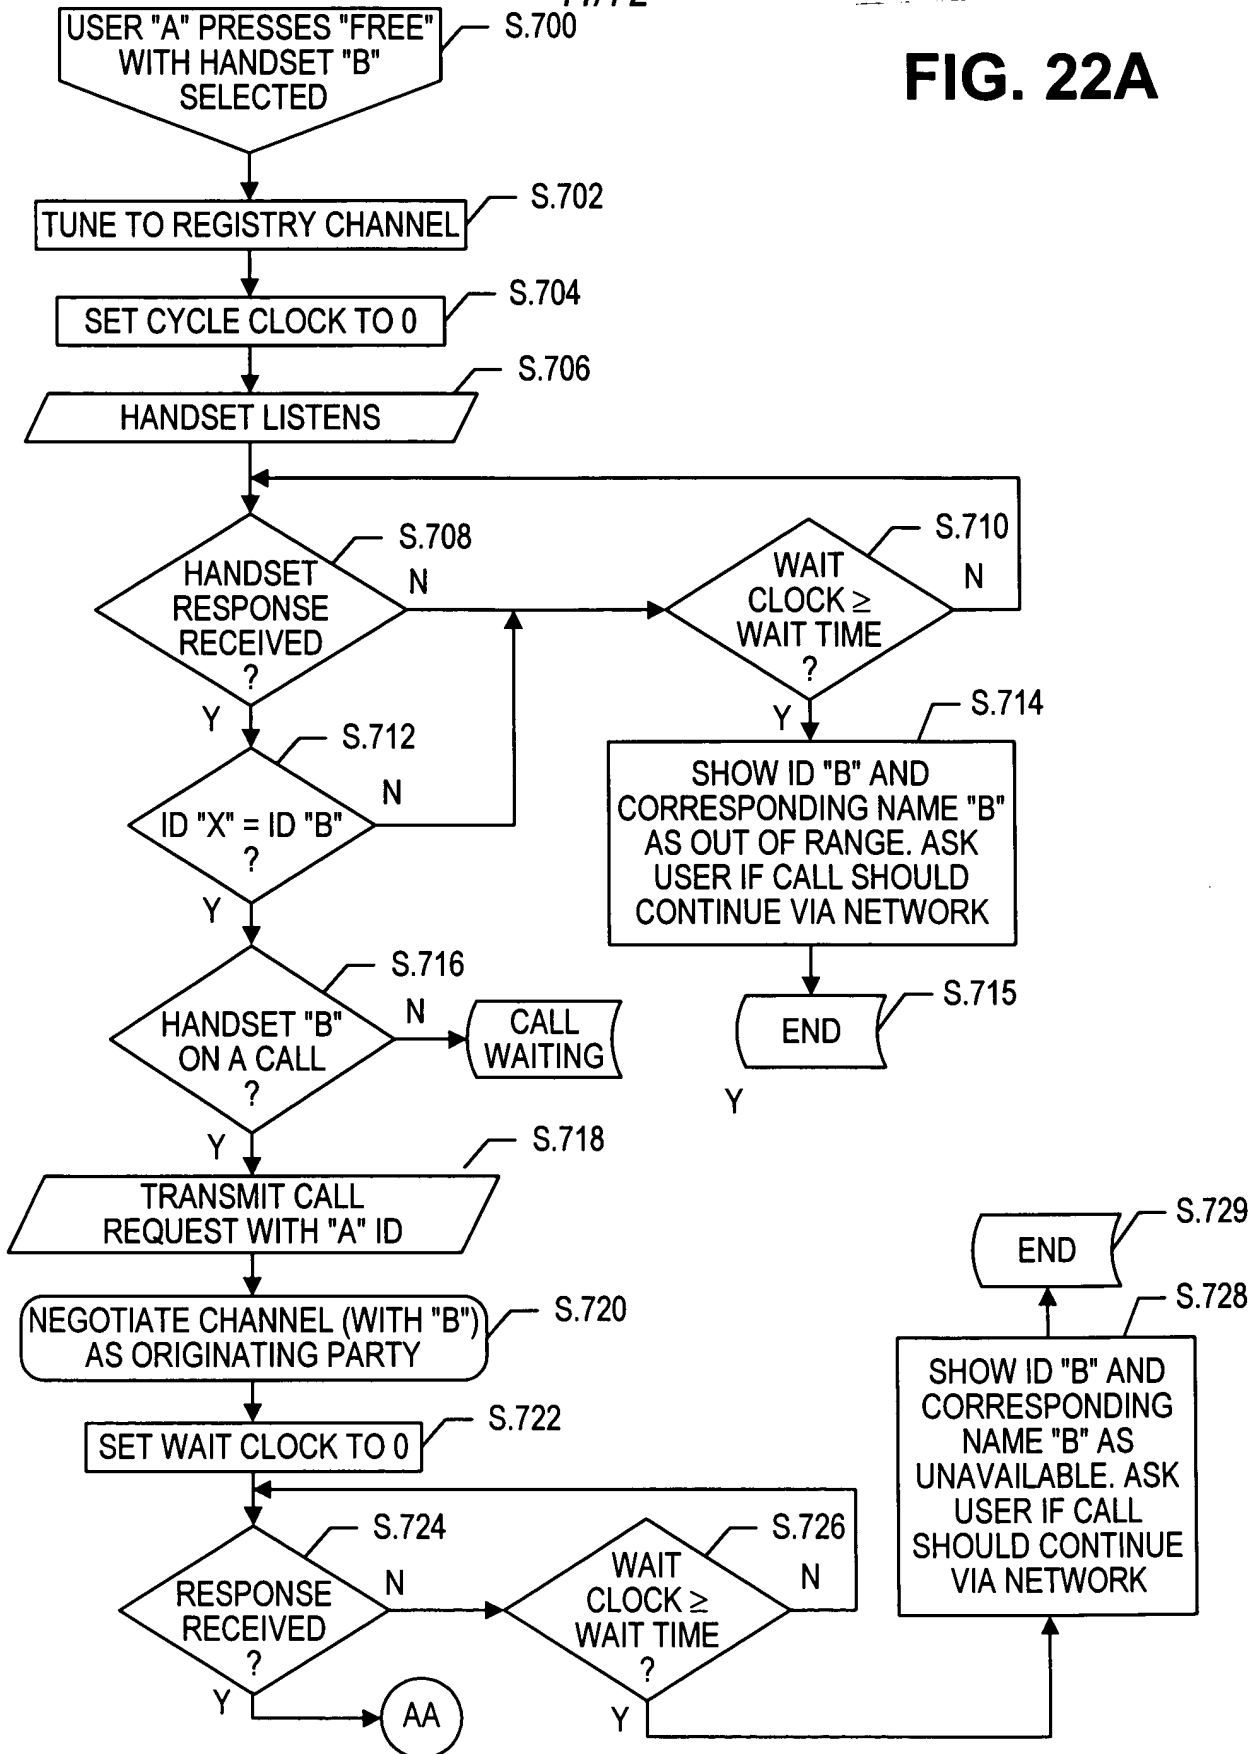 USER "A" PRESSES "FREE"
WITH HANDSET "B"
SELECTED
S.700
FIG. 22A
TUNE TO REGISTRY CHANNEL
S.702
SET CYCLE CLOCK TO 0
S.704
HANDSET LISTENS
S.706
HANDSET
RESPONSE
RECEIVED
?
S.708
N
Y
WAIT
CLOCK ≥
WAIT TIME
?
S.710
N
Y
ID "X" = ID "B"
?
S.712
N
Y
SHOW ID "B" AND
CORRESPONDING NAME "B"
AS OUT OF RANGE. ASK
USER IF CALL SHOULD
CONTINUE VIA NETWORK
S.714
END
S.715
Y
HANDSET "B"
ON A CALL
?
S.716
N
Y
CALL
WAITING
TRANSMIT CALL
REQUEST WITH "A" ID
S.718
NEGOTIATE CHANNEL (WITH "B")
AS ORIGINATING PARTY
S.720
SET WAIT CLOCK TO 0
S.722
RESPONSE
RECEIVED
?
S.724
N
Y
AA
WAIT
CLOCK ≥
WAIT TIME
?
S.726
N
Y
END
S.729
SHOW ID "B" AND
CORRESPONDING
NAME "B" AS
UNAVAILABLE. ASK
USER IF CALL
SHOULD CONTINUE
VIA NETWORK
S.728